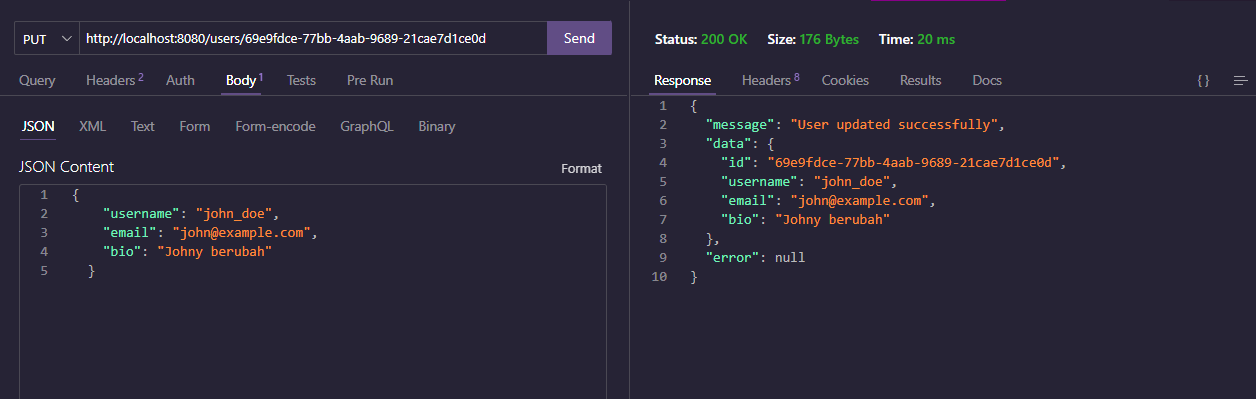 PUT http://localhost:8080/users/69e9fdce-77bb-4aab-9689-21cae7d1ce0d Send
Query Headers 2 Auth Body 1 Tests Pre Run
JSON XML Text Form Form-encode GraphQL Binary
JSON Content Format
1 {
2 "username": "john_doe",
3 "email": "john@example.com",
4 "bio": "Johny berubah"
5 }
Status: 200 OK Size: 176 Bytes Time: 20 ms
Response Headers 8 Cookies Results Docs { }
1 {
2 "message": "User updated successfully",
3 "data": {
4 "id": "69e9fdce-77bb-4aab-9689-21cae7d1ce0d",
5 "username": "john_doe",
6 "email": "john@example.com",
7 "bio": "Johny berubah"
8 },
9 "error": null
10 }